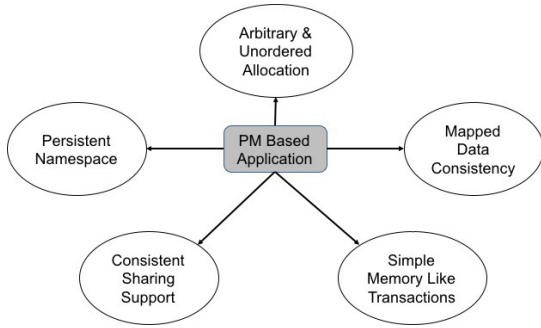 Arbitrary &
Unordered
Allocation
Persistent
Namespace
PM Based
Application
Mapped
Data
Consistency
Consistent
Sharing
Support
Simple
Memory Like
Transactions